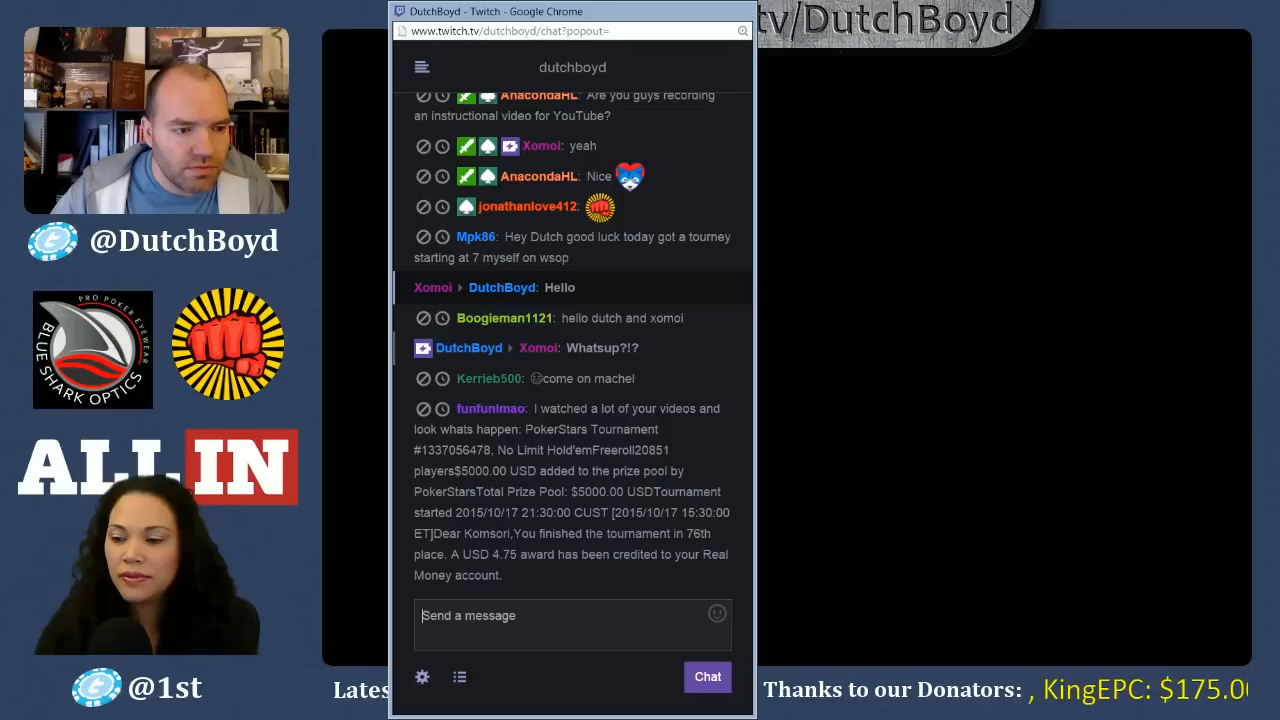 DutchBoyd - Twitch - Google Chrome
www.twitch.tv/dutchboyd/chat?popout=
tv/DutchBoyd
dutchboyd
AnacondaHL: Are you guys recording
an instructional video for YouTube?
Xomoi: yeah
AnacondaHL: Nice
jonathanlove412:
Mpk86: Hey Dutch good luck today got a tourney
starting at 7 myself on wsop
Xomoi ▸ DutchBoyd: Hello
Boogieman1121: hello dutch and xomoi
DutchBoyd ▸ Xomoi: Whatsup?!?
Kerrieb500: come on machel
funfunlmao: I watched a lot of your videos and
look whats happen: PokerStars Tournament
#1337056478, No Limit Hold'emFreeroll20851
players$5000.00 USD added to the prize pool by
PokerStarsTotal Prize Pool: $5000.00 USDTournament
started 2015/10/17 21:30:00 CUST [2015/10/17 15:30:00
ET]Dear Komsori,You finished the tournament in 76th
place. A USD 4.75 award has been credited to your Real
Money account.
Send a message
Chat
@DutchBoyd
PRO POKER EYEWEAR
BLUE SHARK OPTICS
ALL IN
@1st
Lates
Thanks to our Donators: , KingEPC: $175.00